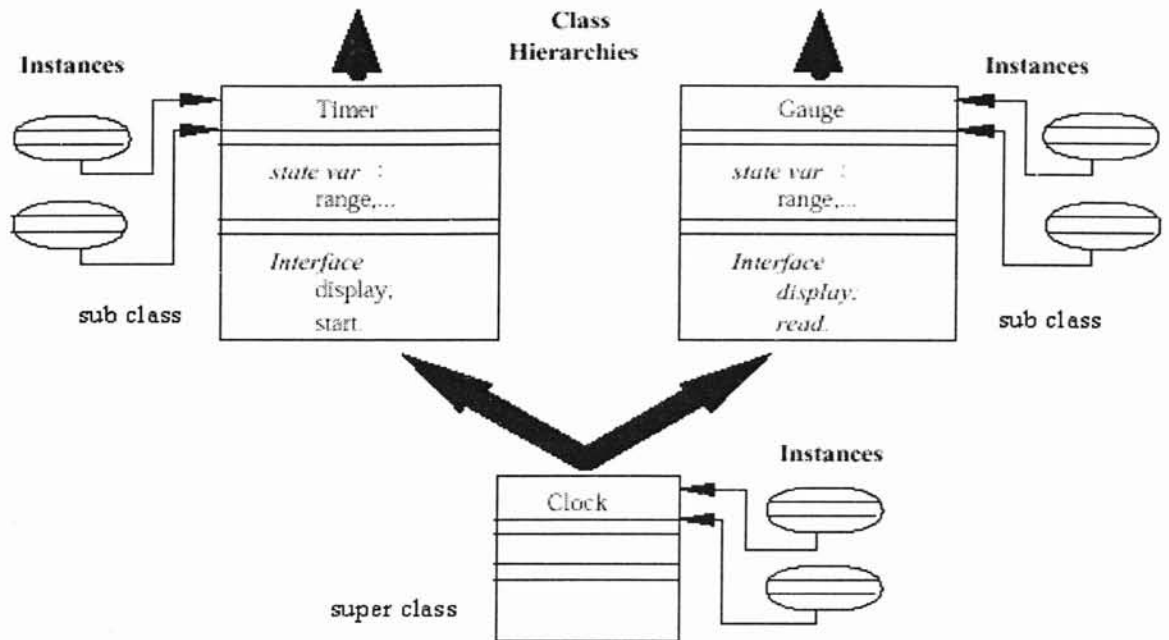 Class
Hierarchies
Instances
Instances
Timer
state var :
range,...
Interface
display;
start.
sub class
Gauge
state var :
range,...
Interface
display;
read.
sub class
Instances
Clock
super class